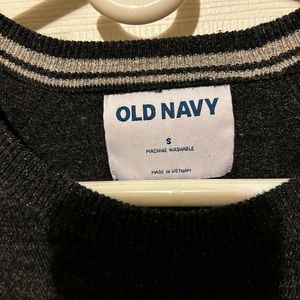 OLD NAVY
S
MACHINE WASHABLE
MADE IN VIETNAM